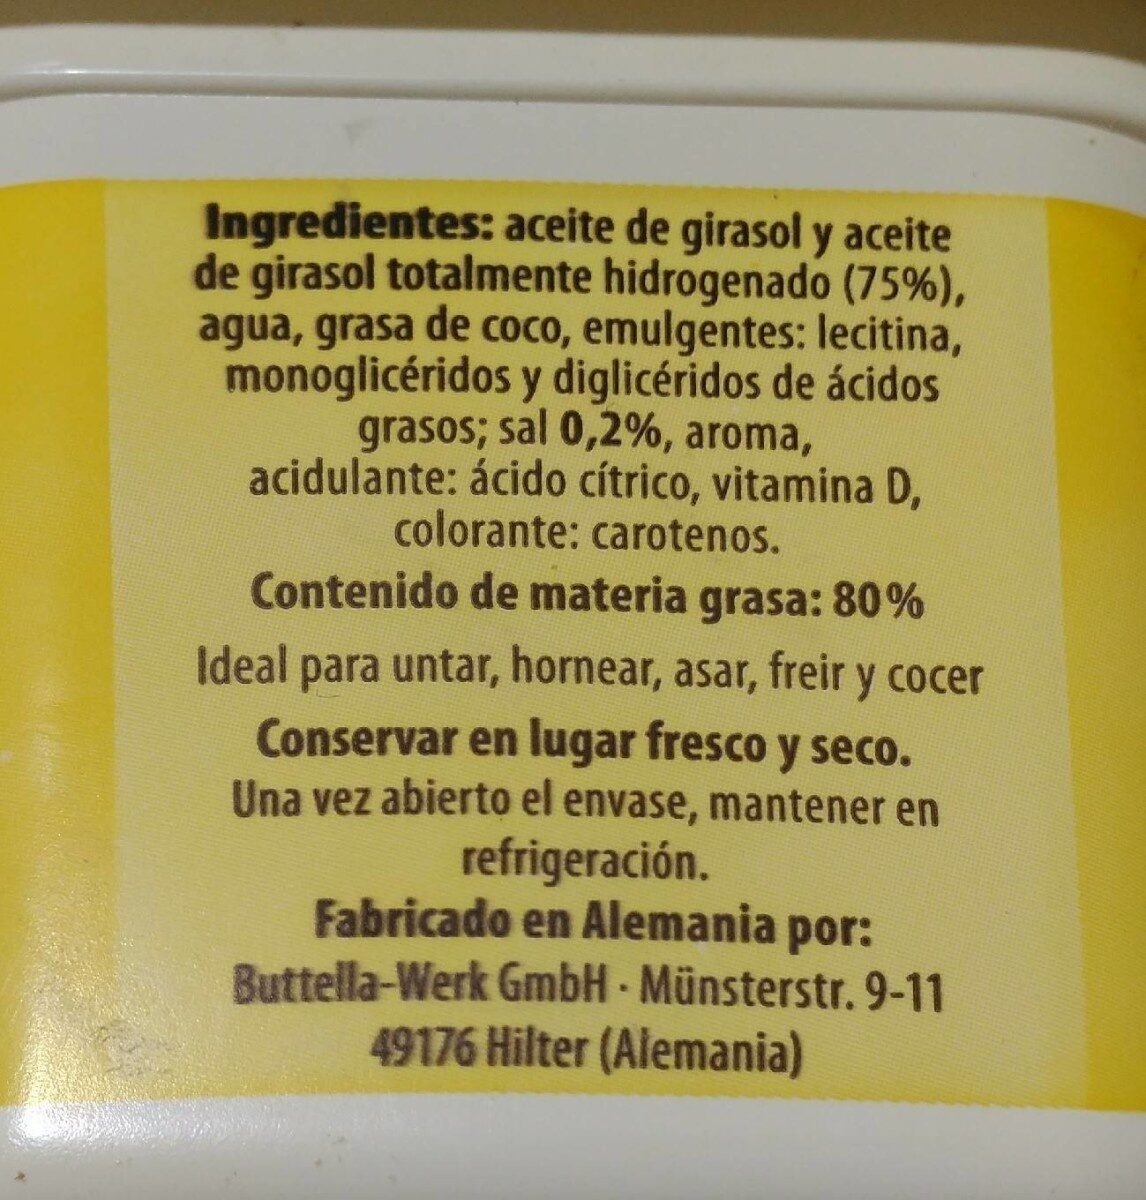 Ingredientes: aceite de girasol y aceite
de girasol totalmente hidrogenado (75%),
agua, grasa de coco, emulgentes: lecitina,
monoglicéridos y diglicéridos de ácidos
grasos; sal 0,2%, aroma,
acidulante: ácido cítrico, vitamina D,
colorante: carotenos.
Contenido de materia grasa: 80%
Ideal para untar, hornear, asar, freir y cocer
Conservar en lugar fresco y seco.
Una vez abierto el envase, mantener en
refrigeración.
Fabricado en Alemania por:
Buttella-Werk GmbH · Münsterstr. 9-11
49176 Hilter (Alemania)